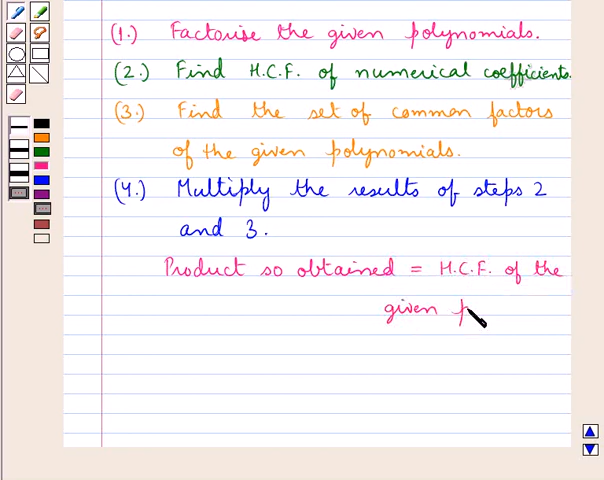 (1.) Factorise the given polynomials.
(2.) Find H.C.F. of numerical coefficients.
(3.) Find the set of common factors
of the given polynomials.
(4.) Multiply the results of steps 2
and 3.
Product so obtained = H.C.F. of the
given p